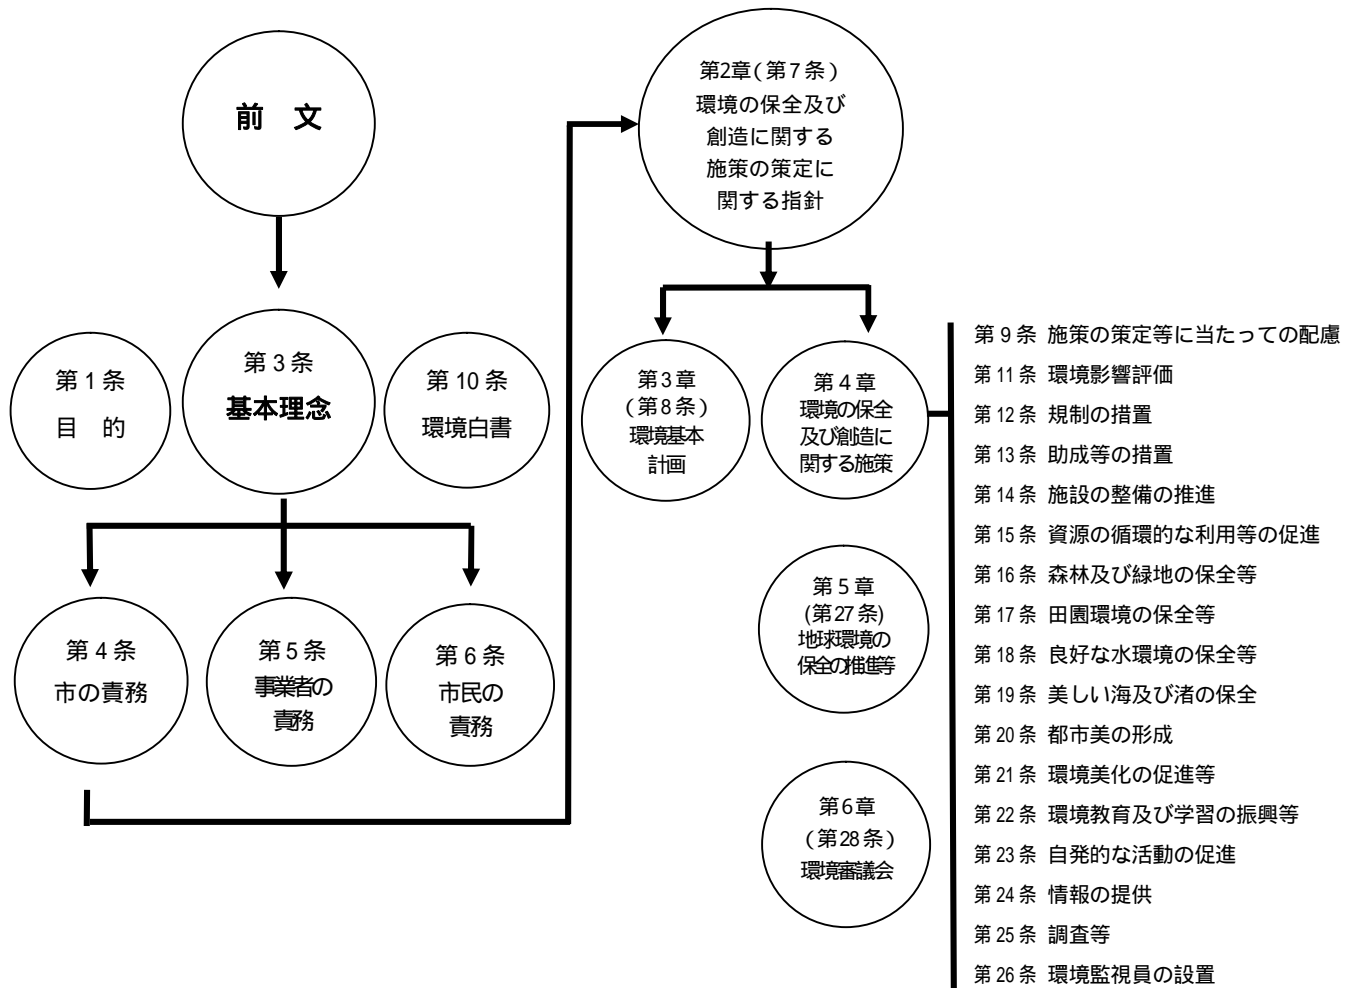 前　文
第1条
目　的
第3条
基本理念
第10条
環境白書
第4条
市の責務
第5条
事業者の
責務
第6条
市民の
責務
第2章(第7条)
環境の保全及び
創造に関する
施策の策定に
関する指針
第3章
(第8条)
環境基本
計画
第4章
環境の保全
及び創造に
関する施策
第5章
(第27条)
地球環境の
保全の推進等
第6章
(第28条)
環境審議会
第9条 施策の策定等に当たっての配慮
第11条 環境影響評価
第12条 規制の措置
第13条 助成等の措置
第14条 施設の整備の推進
第15条 資源の循環的な利用等の促進
第16条 森林及び緑地の保全等
第17条 田園環境の保全等
第18条 良好な水環境の保全等
第19条 美しい海及び渚の保全
第20条 都市美の形成
第21条 環境美化の促進等
第22条 環境教育及び学習の振興等
第23条 自発的な活動の促進
第24条 情報の提供
第25条 調査等
第26条 環境監視員の設置